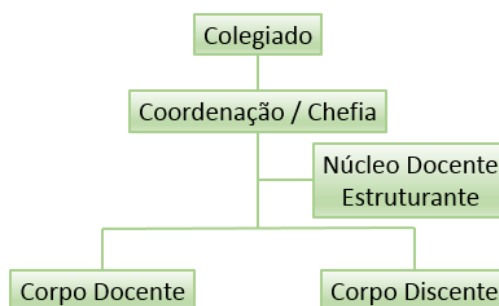 Colegiado
Coordenação / Chefia
Núcleo Docente
Estruturante
Corpo Docente
Corpo Discente